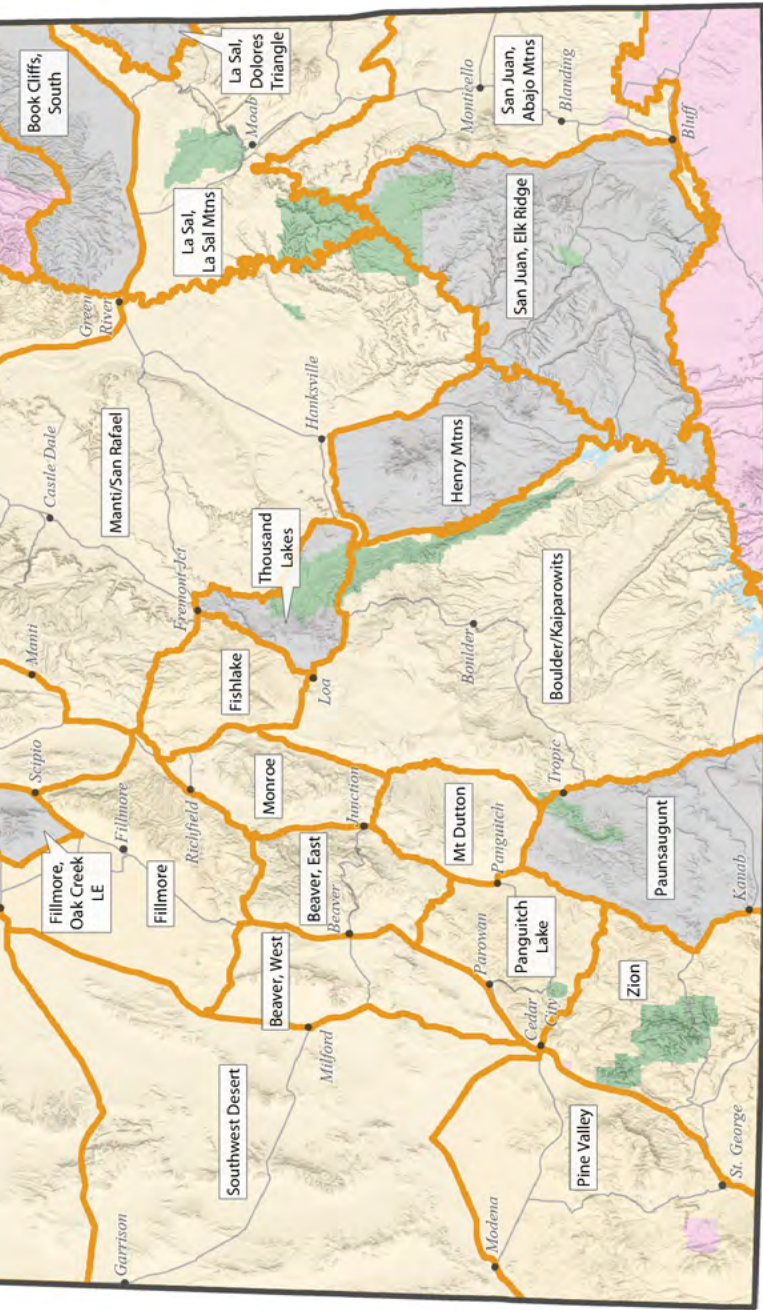 Garrison
Southwest Desert
Milford
Modena
Pine Valley
St. George
Fillmore,
Oak Creek
LE
Scipio
Fillmore
Fillmore
Manti
Richfield
Beaver, West
Beaver, East
Beaver
Monroe
Junction
Parowan
Panguitch
Lake
Panguitch
Mt Dutton
Cedar
City
Zion
Tropic
Paunsaugunt
Kanab
Castle Dale
Manti/San Rafael
Fremont Jct
Fishlake
Thousand
Lakes
Loa
Hanksville
Henry Mtns
Boulder
Boulder/Kaiparowits
Green
River
Book Cliffs,
South
La Sal,
Dolores
Triangle
Moab
La Sal,
La Sal Mtns
Monticello
San Juan,
Abajo Mtns
Blanding
San Juan, Elk Ridge
Bluff